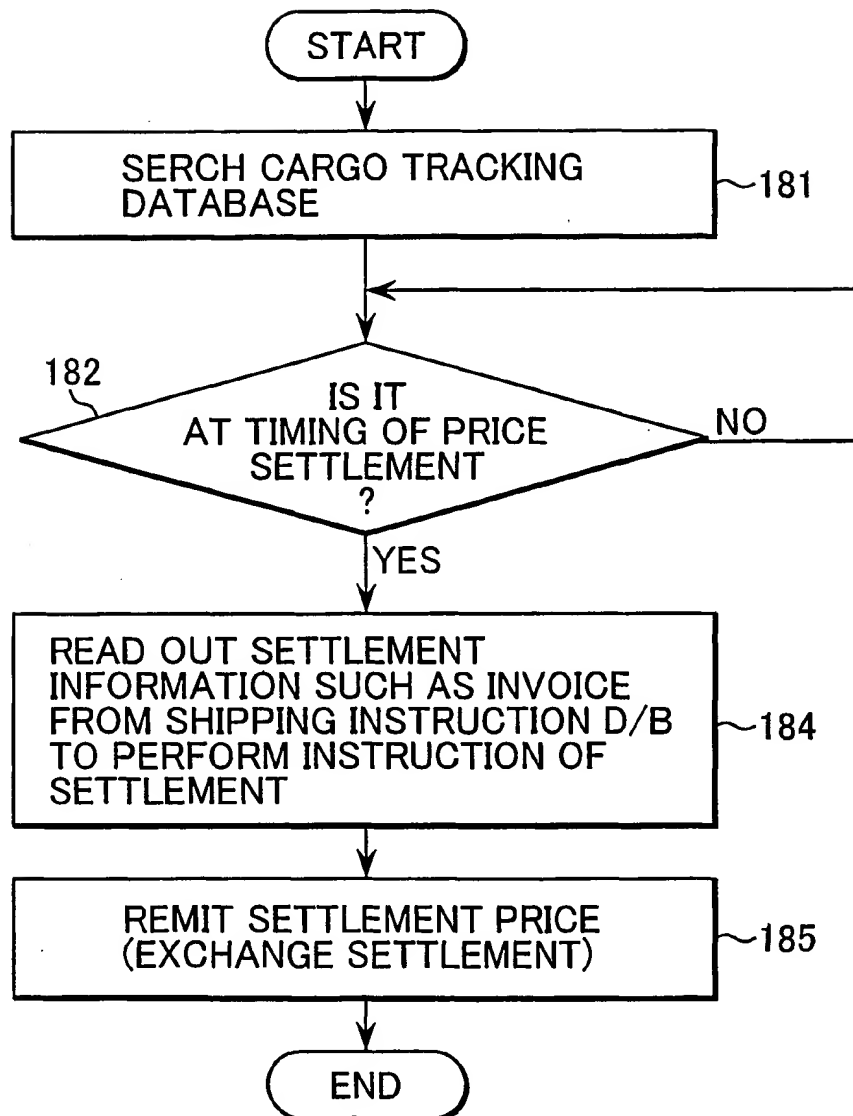 START
SERCH CARGO TRACKING
DATABASE
181
182
IS IT
AT TIMING OF PRICE
SETTLEMENT
?
NO
YES
READ OUT SETTLEMENT
INFORMATION SUCH AS INVOICE
FROM SHIPPING INSTRUCTION D/B
TO PERFORM INSTRUCTION OF
SETTLEMENT
184
REMIT SETTLEMENT PRICE
(EXCHANGE SETTLEMENT)
185
END